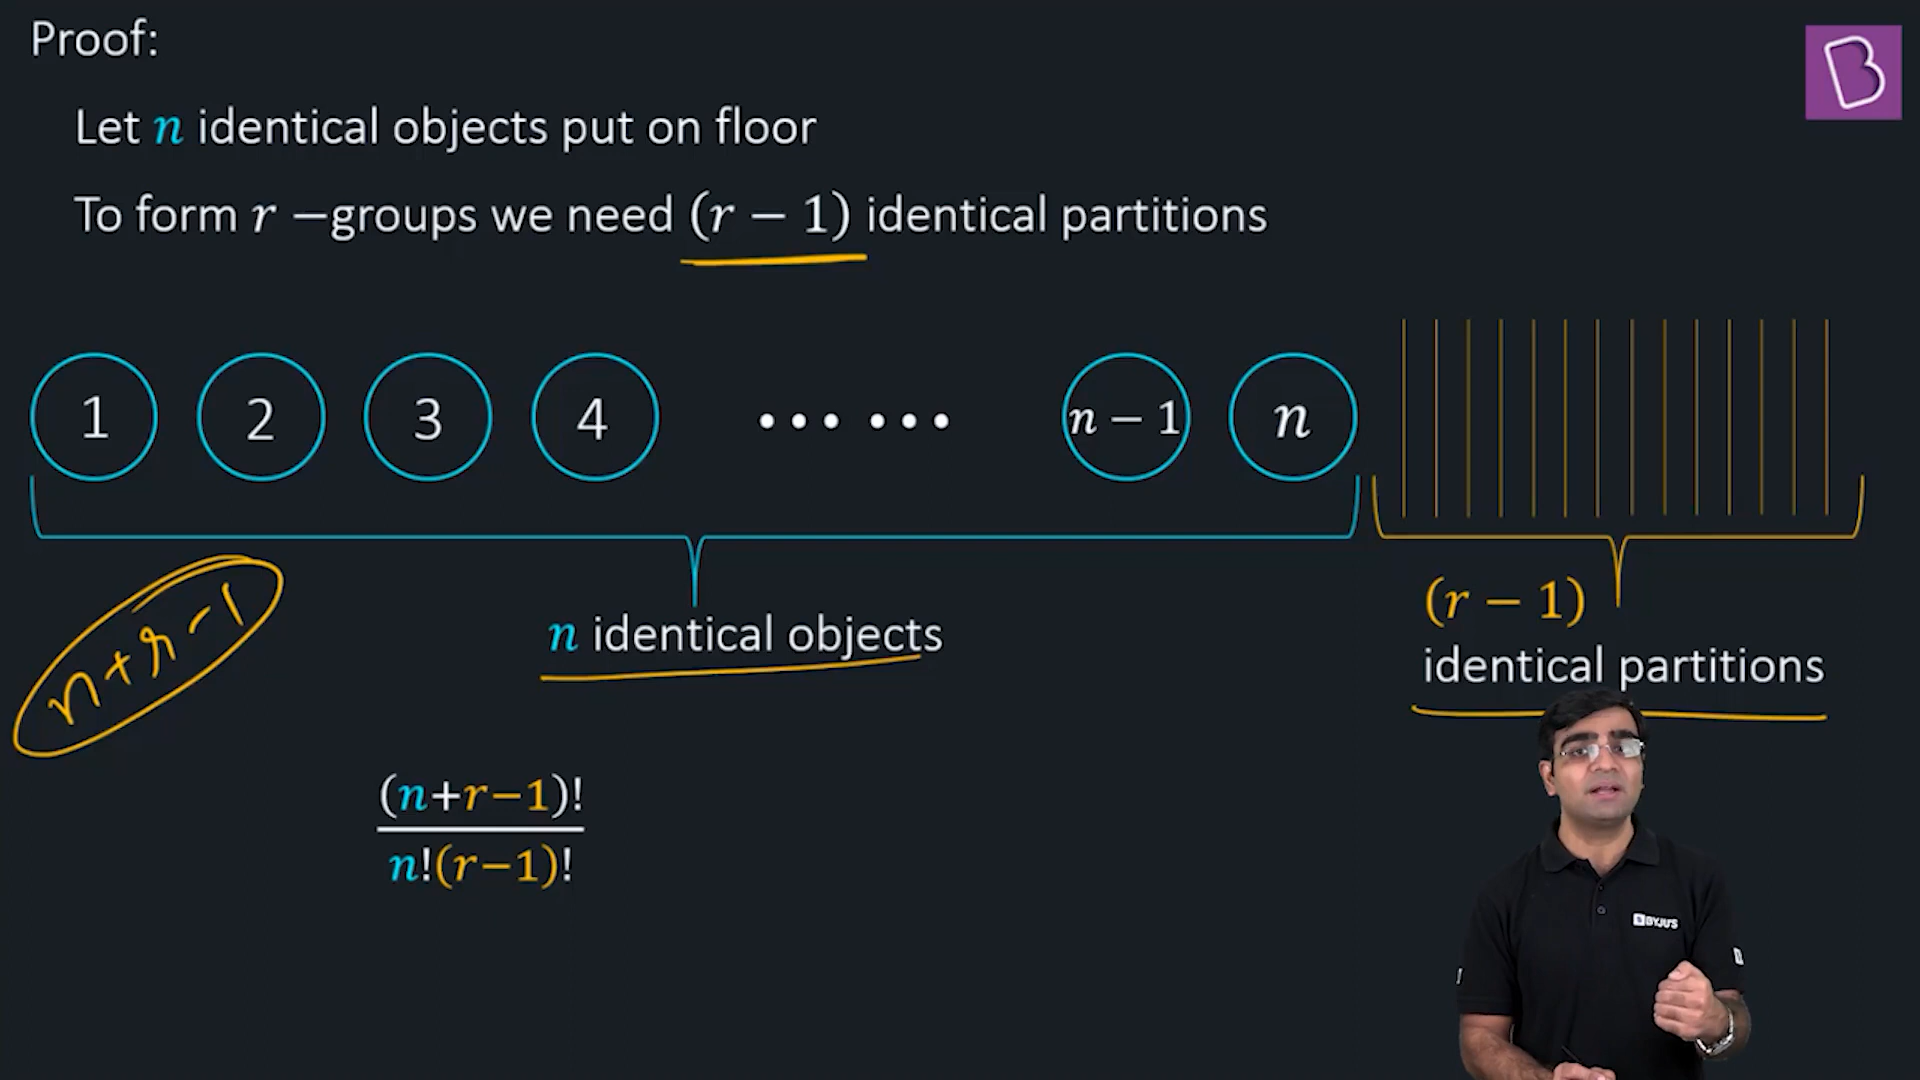 Proof:
Let n identical objects put on floor
To form r −groups we need (r − 1) identical partitions
1 2 3 4 ...... n − 1 n
n+r-1
n identical objects
(r − 1)
identical partitions
(n+r−1)!
n!(r−1)!
BYJU'S